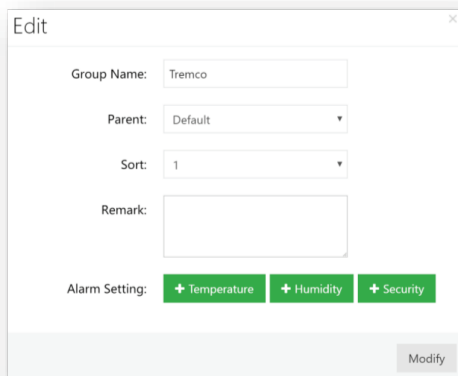 Edit
×
Group Name: Tremco
Parent: Default
Sort: 1
Remark:
Alarm Setting: + Temperature + Humidity + Security
Modify